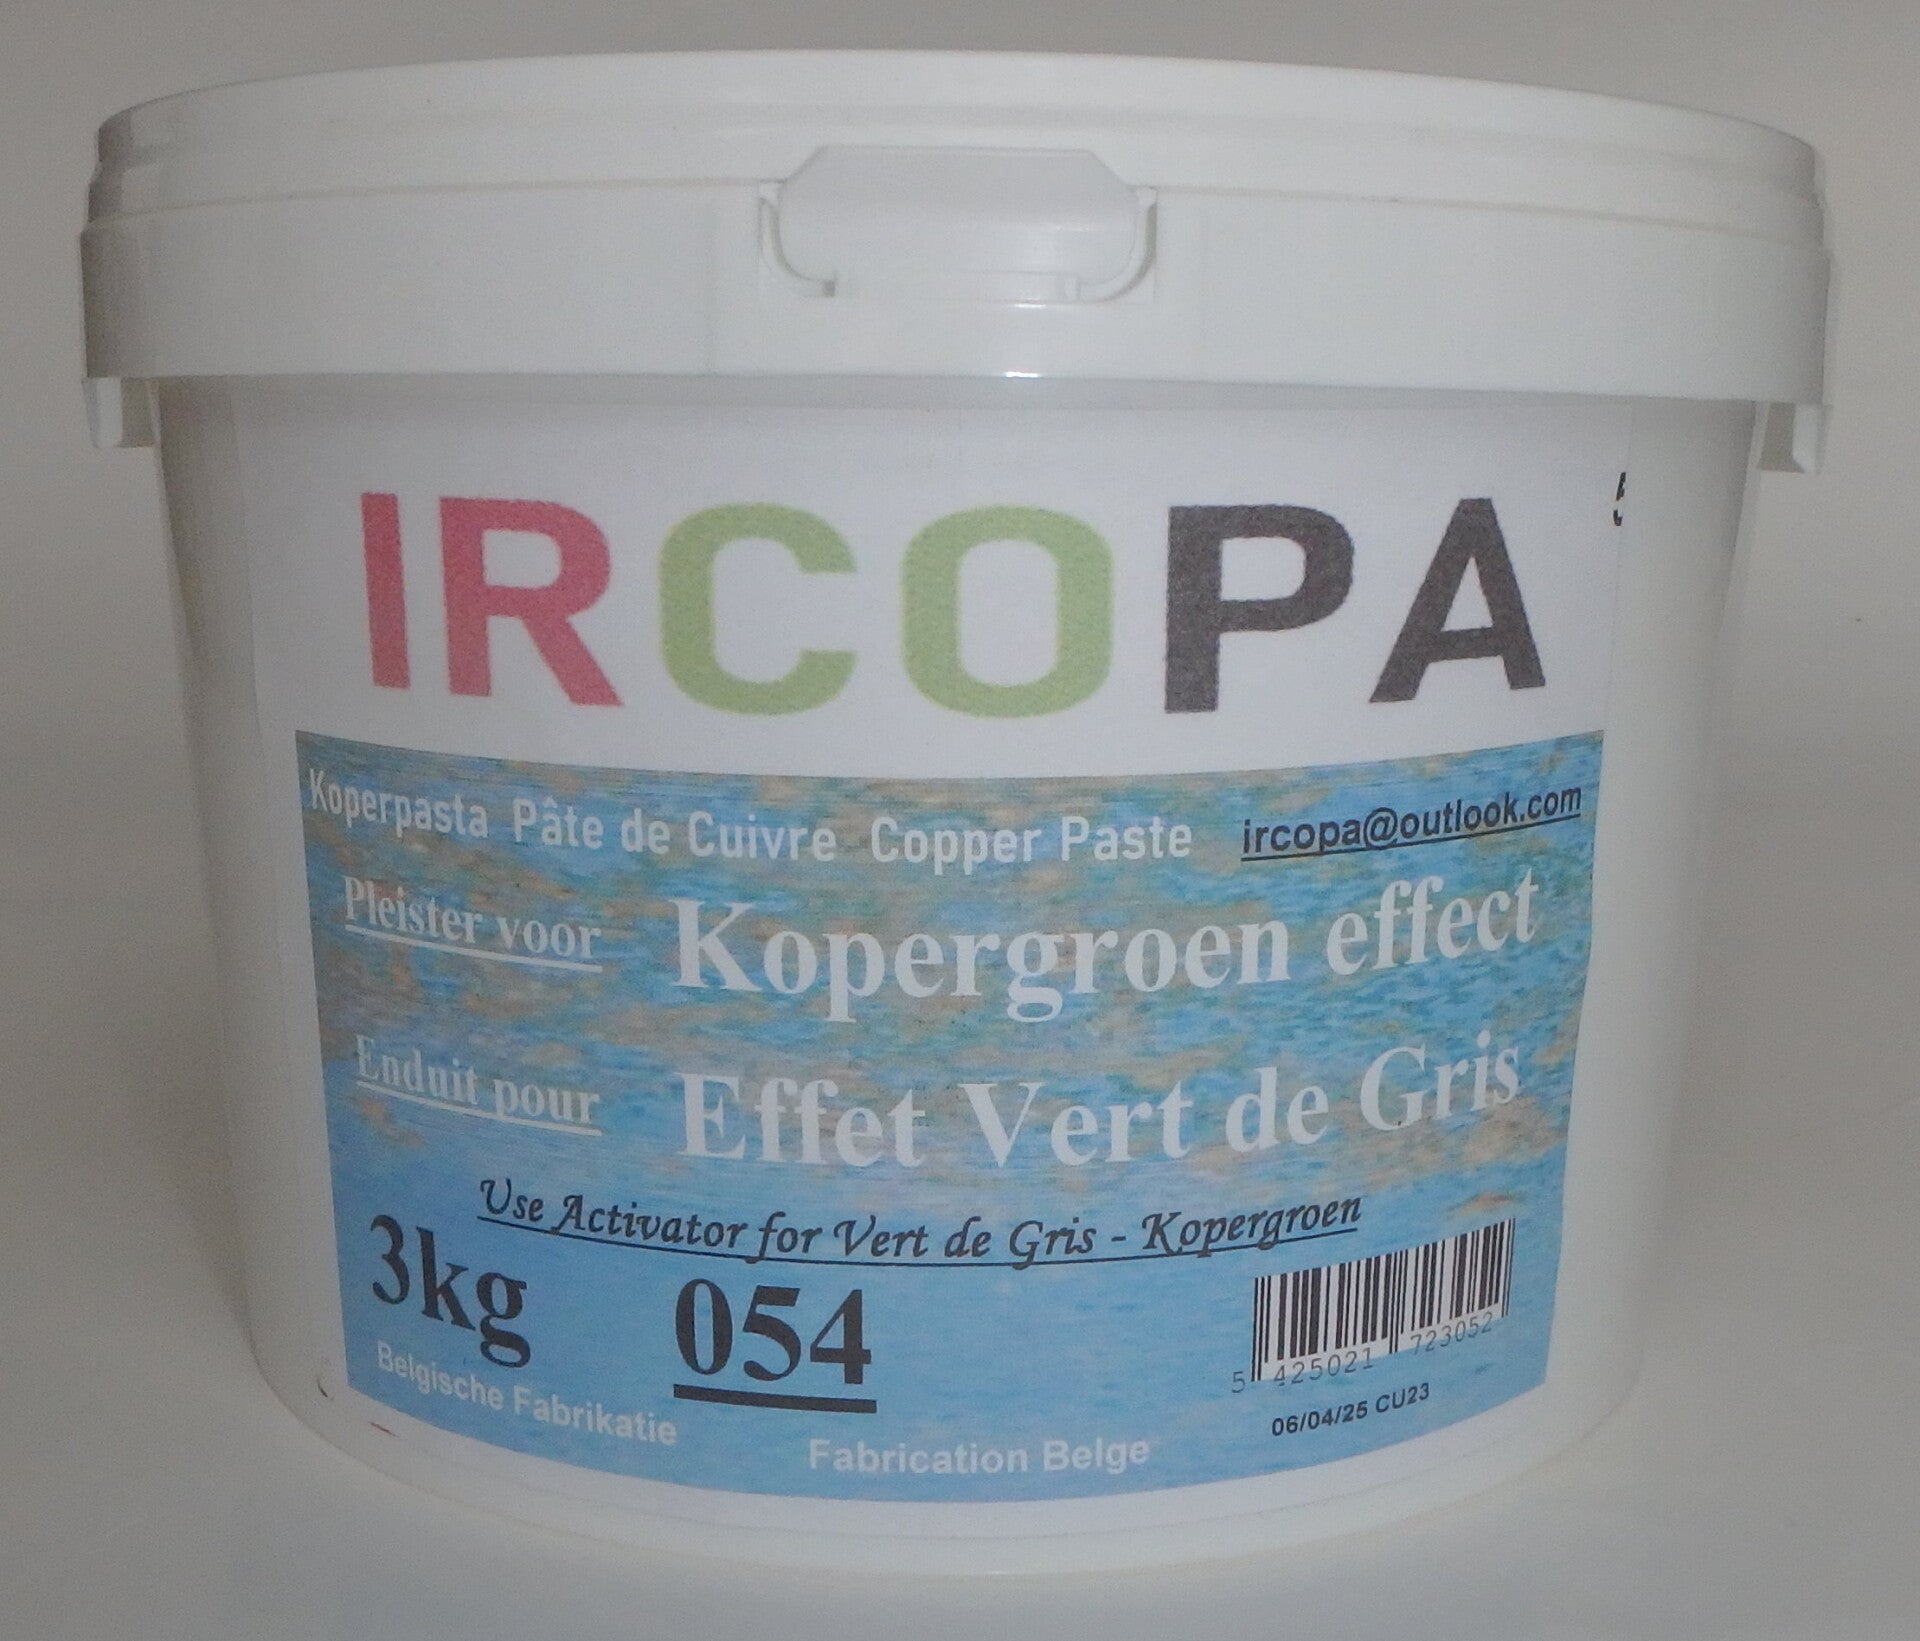 IRCOPA
Koperpasta Pâte de Cuivre Copper Paste ircopa@outlook.com
Pleister voor Kopergroen effect
Enduit pour Effet Vert de Gris
Use Activator for Vert de Gris - Kopergroen
3kg 054
5 425021 723052
06/04/25 CU23
Belgische Fabrikatie Fabrication Belge